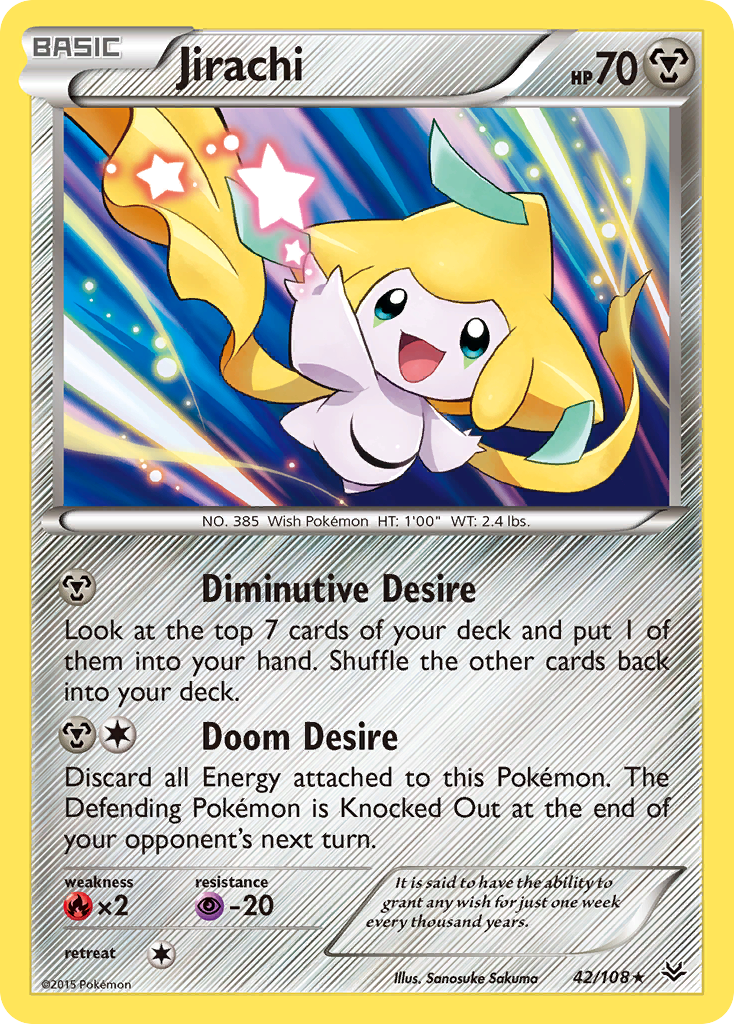 BASIC
Jirachi
HP 70
NO. 385 Wish Pokémon HT: 1'00" WT: 2.4 lbs.
Diminutive Desire
Look at the top 7 cards of your deck and put 1 of
them into your hand. Shuffle the other cards back
into your deck.
Doom Desire
Discard all Energy attached to this Pokémon. The
Defending Pokémon is Knocked Out at the end of
your opponent's next turn.
weakness
×2
resistance
-20
It is said to have the ability to
grant any wish for just one week
every thousand years.
retreat
©2015 Pokémon
Illus. Sanosuke Sakuma
42/108★